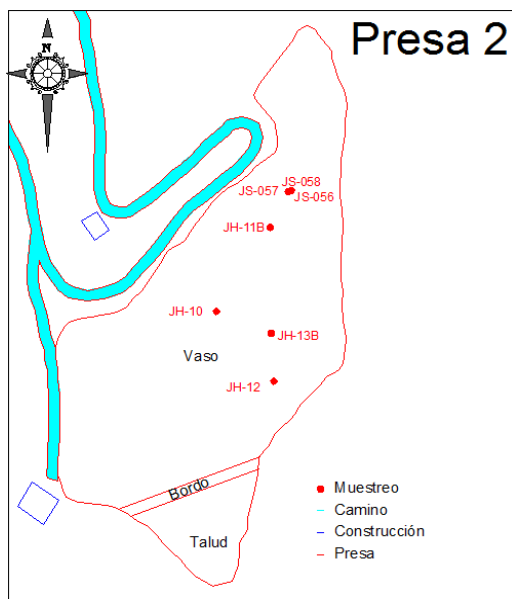 Presa 2
N
JS-058
JS-057
JS-056
JH-11B
JH-10
JH-13B
Vaso
JH-12
Bordo
Talud
Muestreo
Camino
Construcción
Presa